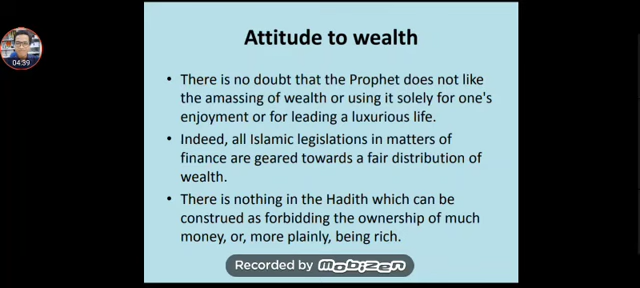 Attitude to wealth
04:39
• There is no doubt that the Prophet does not like
the amassing of wealth or using it solely for one's
enjoyment or for leading a luxurious life.
• Indeed, all Islamic legislations in matters of
finance are geared towards a fair distribution of
wealth.
• There is nothing in the Hadith which can be
construed as forbidding the ownership of much
money, or, more plainly, being rich.
Recorded by mobizen